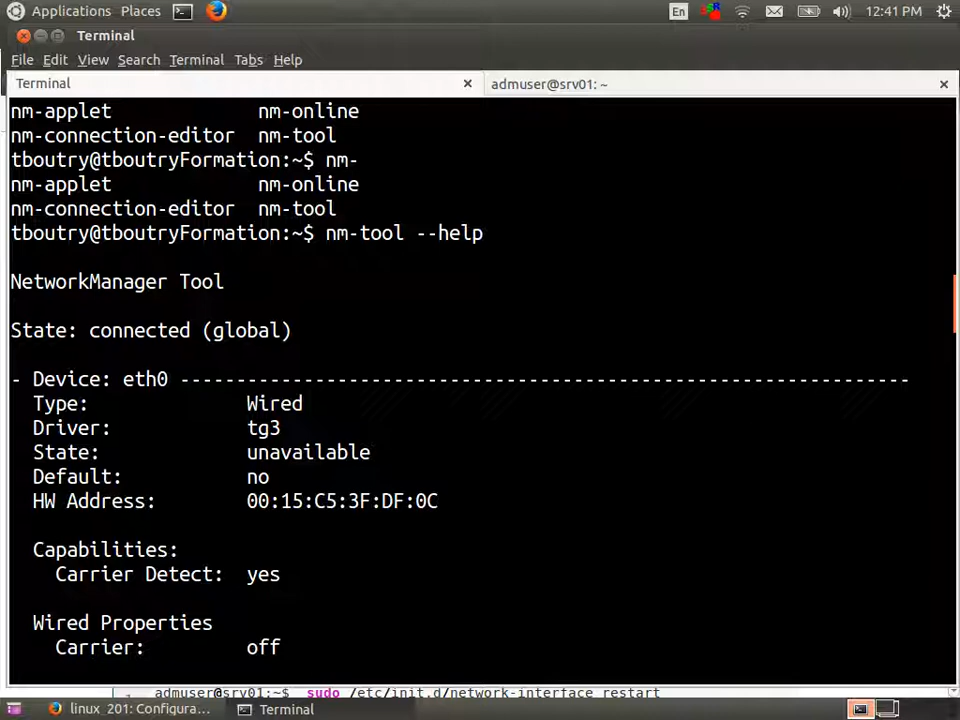 Applications Places En 12:41 PM
Terminal
File Edit View Search Terminal Tabs Help
Terminal × admuser@srv01: ~ ×
nm-applet nm-online
nm-connection-editor nm-tool
tboutry@tboutryFormation:~$ nm-
nm-applet nm-online
nm-connection-editor nm-tool
tboutry@tboutryFormation:~$ nm-tool --help
NetworkManager Tool
State: connected (global)
- Device: eth0 -----------------------------------------------------------------
Type: Wired
Driver: tg3
State: unavailable
Default: no
HW Address: 00:15:C5:3F:DF:0C
Capabilities:
Carrier Detect: yes
Wired Properties
Carrier: off
1 admuser@srv01:~$ sudo /etc/init.d/network-interface restart
linux_201: Configura... Terminal